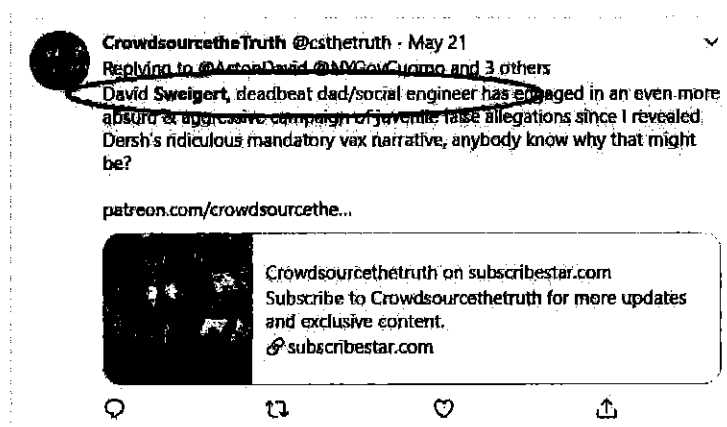 CrowdsourcetheTruth @csthetruth · May 21
Replying to @ActonDavid @NYGovCuomo and 3 others
David Sweigert, deadbeat dad/social engineer has engaged in an even more
absurd & aggressive campaign of juvenile false allegations since I revealed
Dersh's ridiculous mandatory vax narrative, anybody know why that might
be?
patreon.com/crowdsourcethe...
Crowdsourcethetruth on subscribestar.com
Subscribe to Crowdsourcethetruth for more updates
and exclusive content.
subscribestar.com